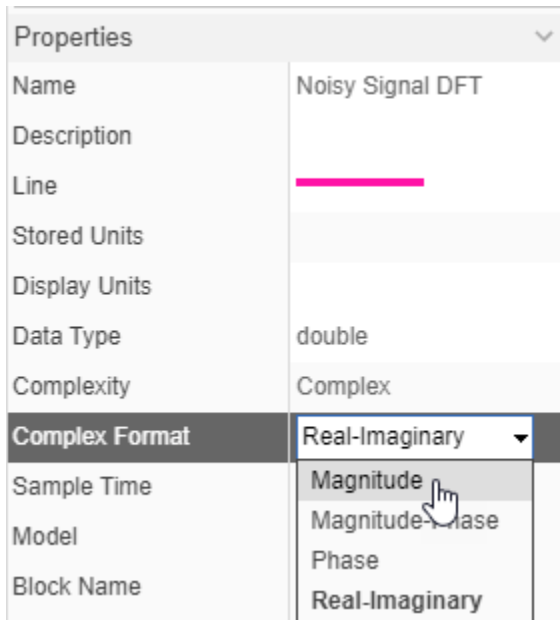 Properties
Name Noisy Signal DFT
Description
Line
Stored Units
Display Units
Data Type double
Complexity Complex
Complex Format Real-Imaginary
Sample Time Magnitude
Model Magnitude-Phase
Phase
Block Name Real-Imaginary